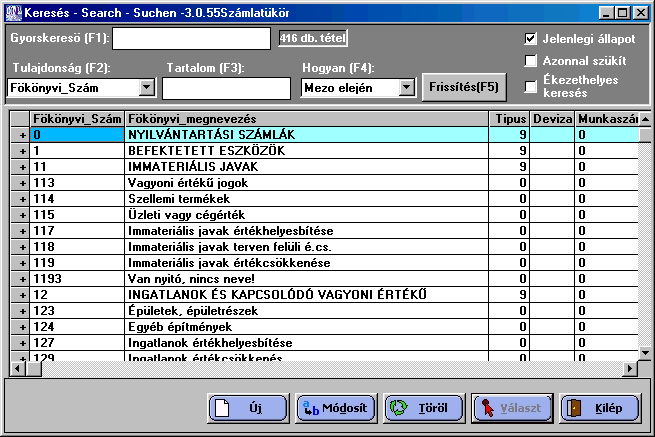 Keresés - Search - Suchen -3.0.55Számlatükör
Gyorskereső (F1): 416 db. tétel Jelenlegi állapot
Azonnal szűkít
Tulajdonság (F2): Tartalom (F3): Hogyan (F4): Ékezethelyes keresés
Fökönyvi_Szám Mezo elején Frissítés(F5)
Fökönyvi_Szám Fökönyvi_megnevezés Tipus Deviza Munkaszár
+ 0 NYILVÁNTARTÁSI SZÁMLÁK 9 0
+ 1 BEFEKTETETT ESZKÖZÖK 9 0
+ 11 IMMATERIÁLIS JAVAK 9 0
+ 113 Vagyoni értékű jogok 0 0
+ 114 Szellemi termékek 0 0
+ 115 Üzleti vagy cégérték 0 0
+ 117 Immateriális javak értékhelyesbítése 0 0
+ 118 Immateriális javak terven felüli é.cs. 0 0
+ 119 Immateriális javak értékcsökkenése 0 0
+ 1193 Van nyitó, nincs neve! 0 0
+ 12 INGATLANOK ÉS KAPCSOLÓDÓ VAGYONI ÉRTÉKŰ 9 0
+ 123 Épületek, épületrészek 0 0
+ 124 Egyéb építmények 0 0
+ 127 Ingatlanok értékhelyesbítése 0 0
+ 129 Ingatlanok értékcsökkenés 0 0
Új a b Módosít Töröl Választ Kilép